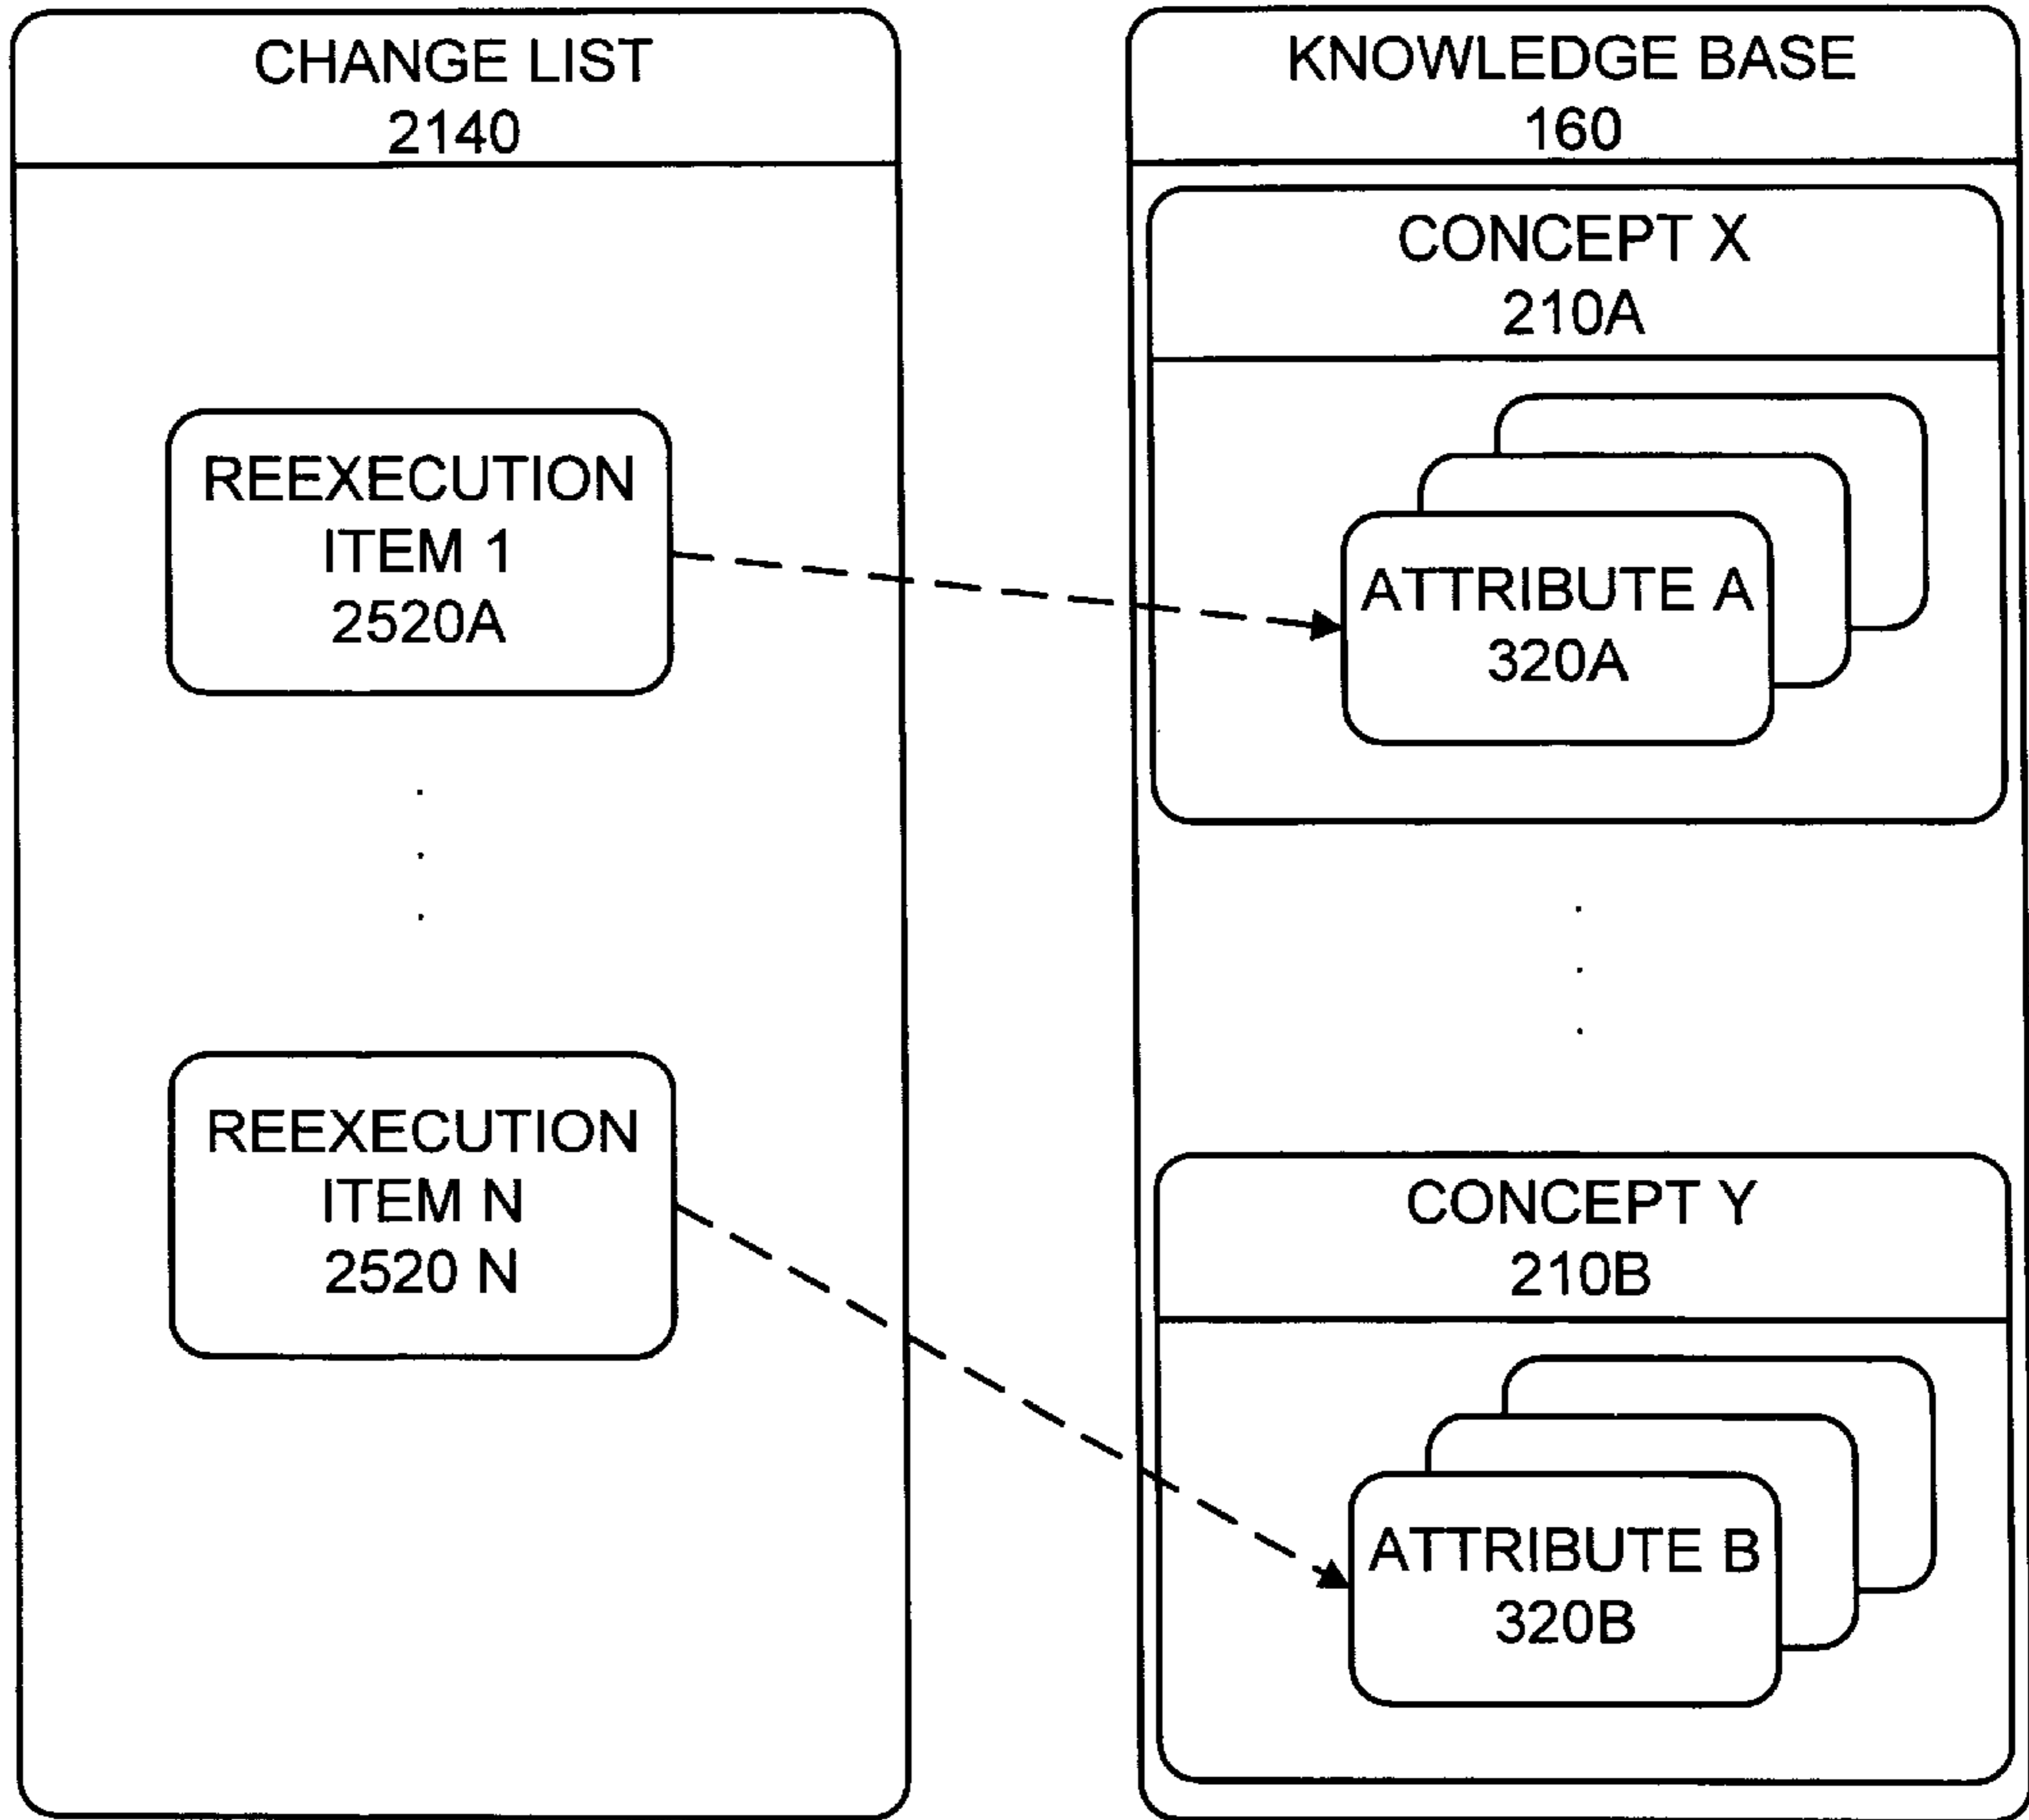 CHANGE LIST
2140
REEXECUTION
ITEM 1
2520A
REEXECUTION
ITEM N
2520 N
KNOWLEDGE BASE
160
CONCEPT X
210A
ATTRIBUTE A
320A
CONCEPT Y
210B
ATTRIBUTE B
320B